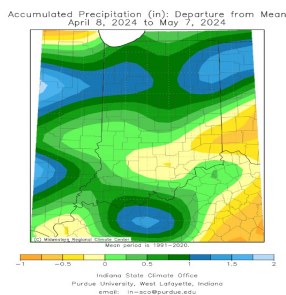 Accumulated Precipitation (in): Departure from Mean
April 8, 2024 to May 7, 2024
(C) Midwestern Regional Climate Center
Mean period is 1991-2020.
-1 -0.5 0 0.5 1 1.5 2
Indiana State Climate Office
Purdue University, West Lafayette, Indiana
email: in-sco@purdue.edu